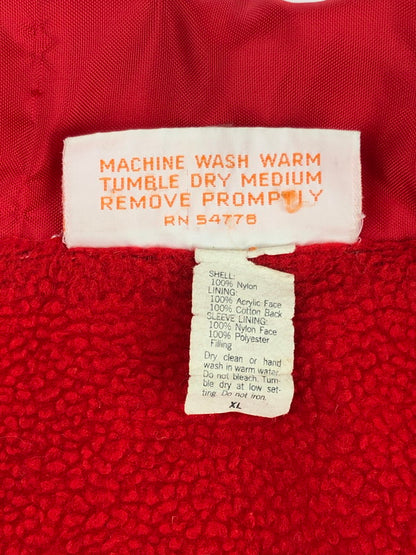 MACHINE WASH WARM
TUMBLE DRY MEDIUM
REMOVE PROMPTLY
RN 54778
SHELL:
100% Nylon
LINING:
100% Acrylic Face
100% Cotton Back
SLEEVE LINING:
100% Nylon Face
100% Polyester
Filling
Dry clean or hand
wash in warm water.
Do not bleach. Tum-
ble dry at low set-
ting. Do not iron.
XL